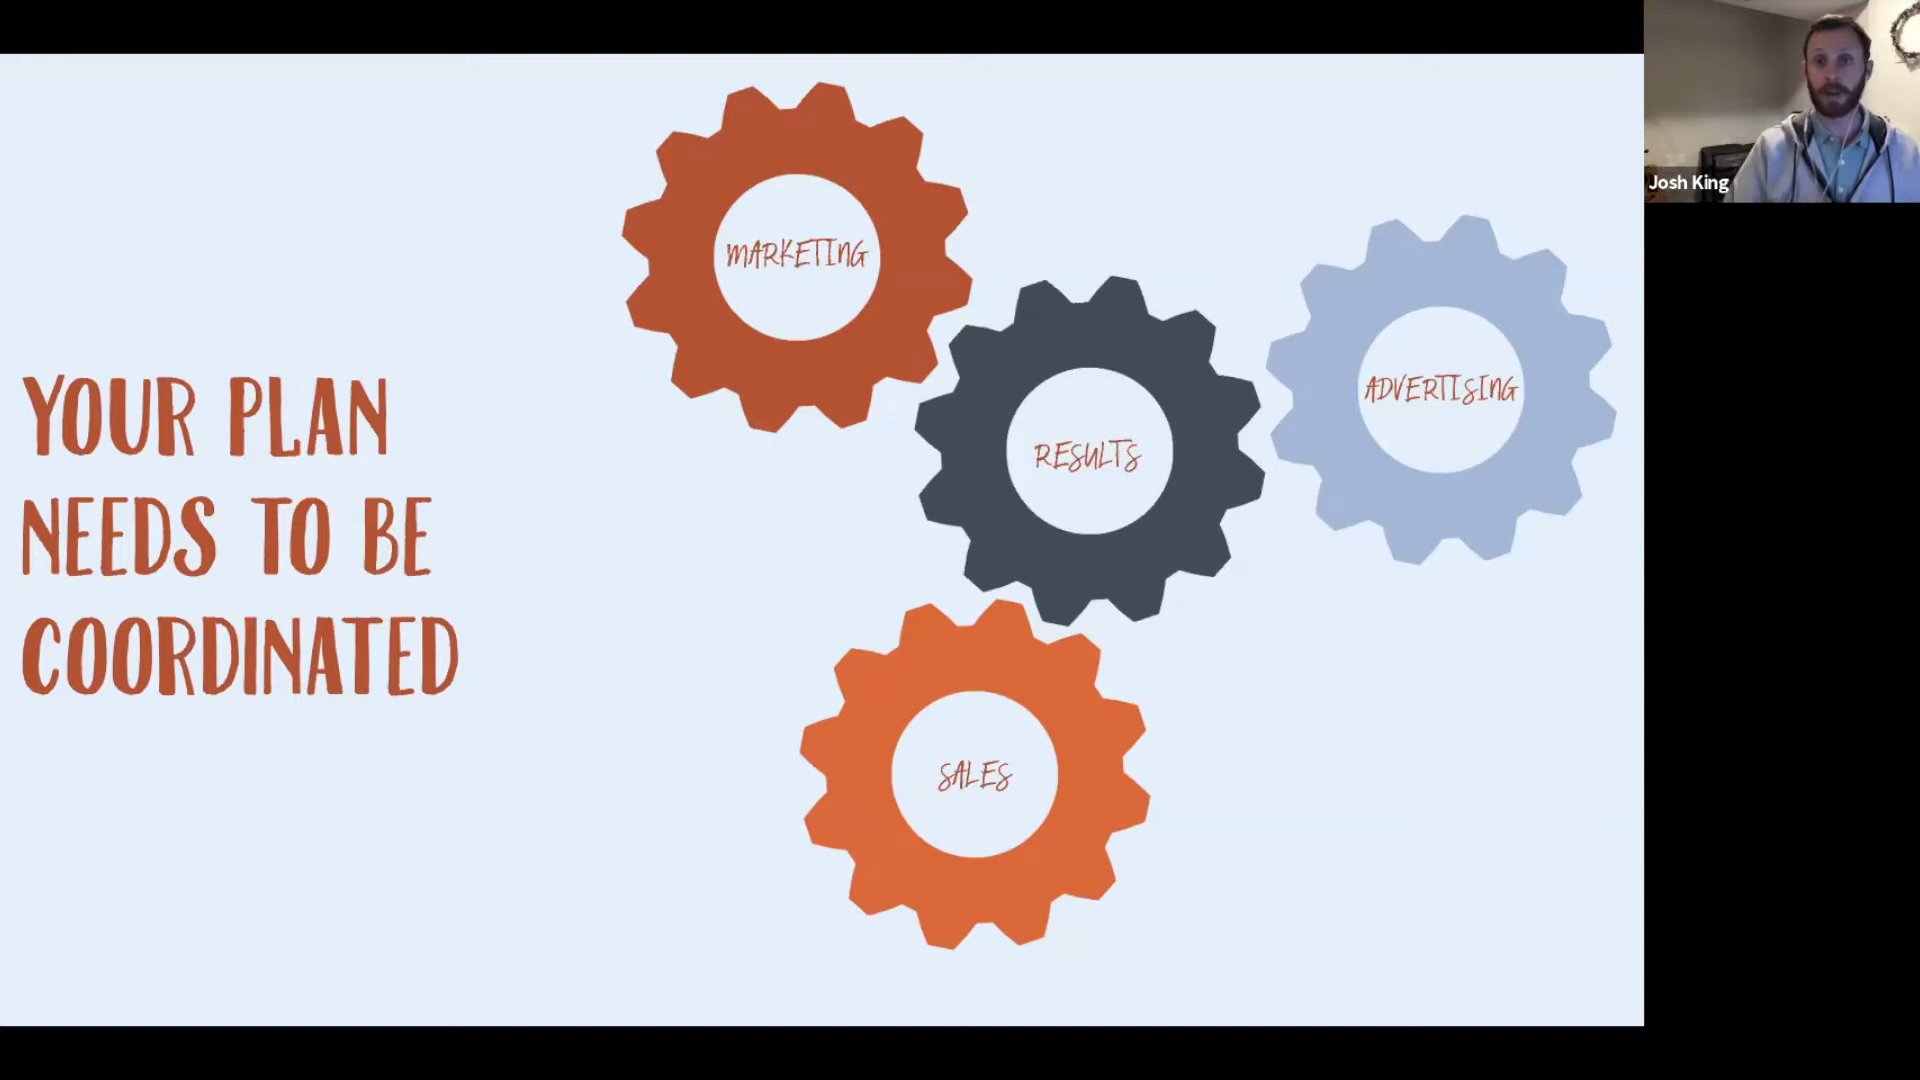 YOUR PLAN
NEEDS TO BE
COORDINATED
MARKETING
RESULTS
ADVERTISING
SALES
Josh King